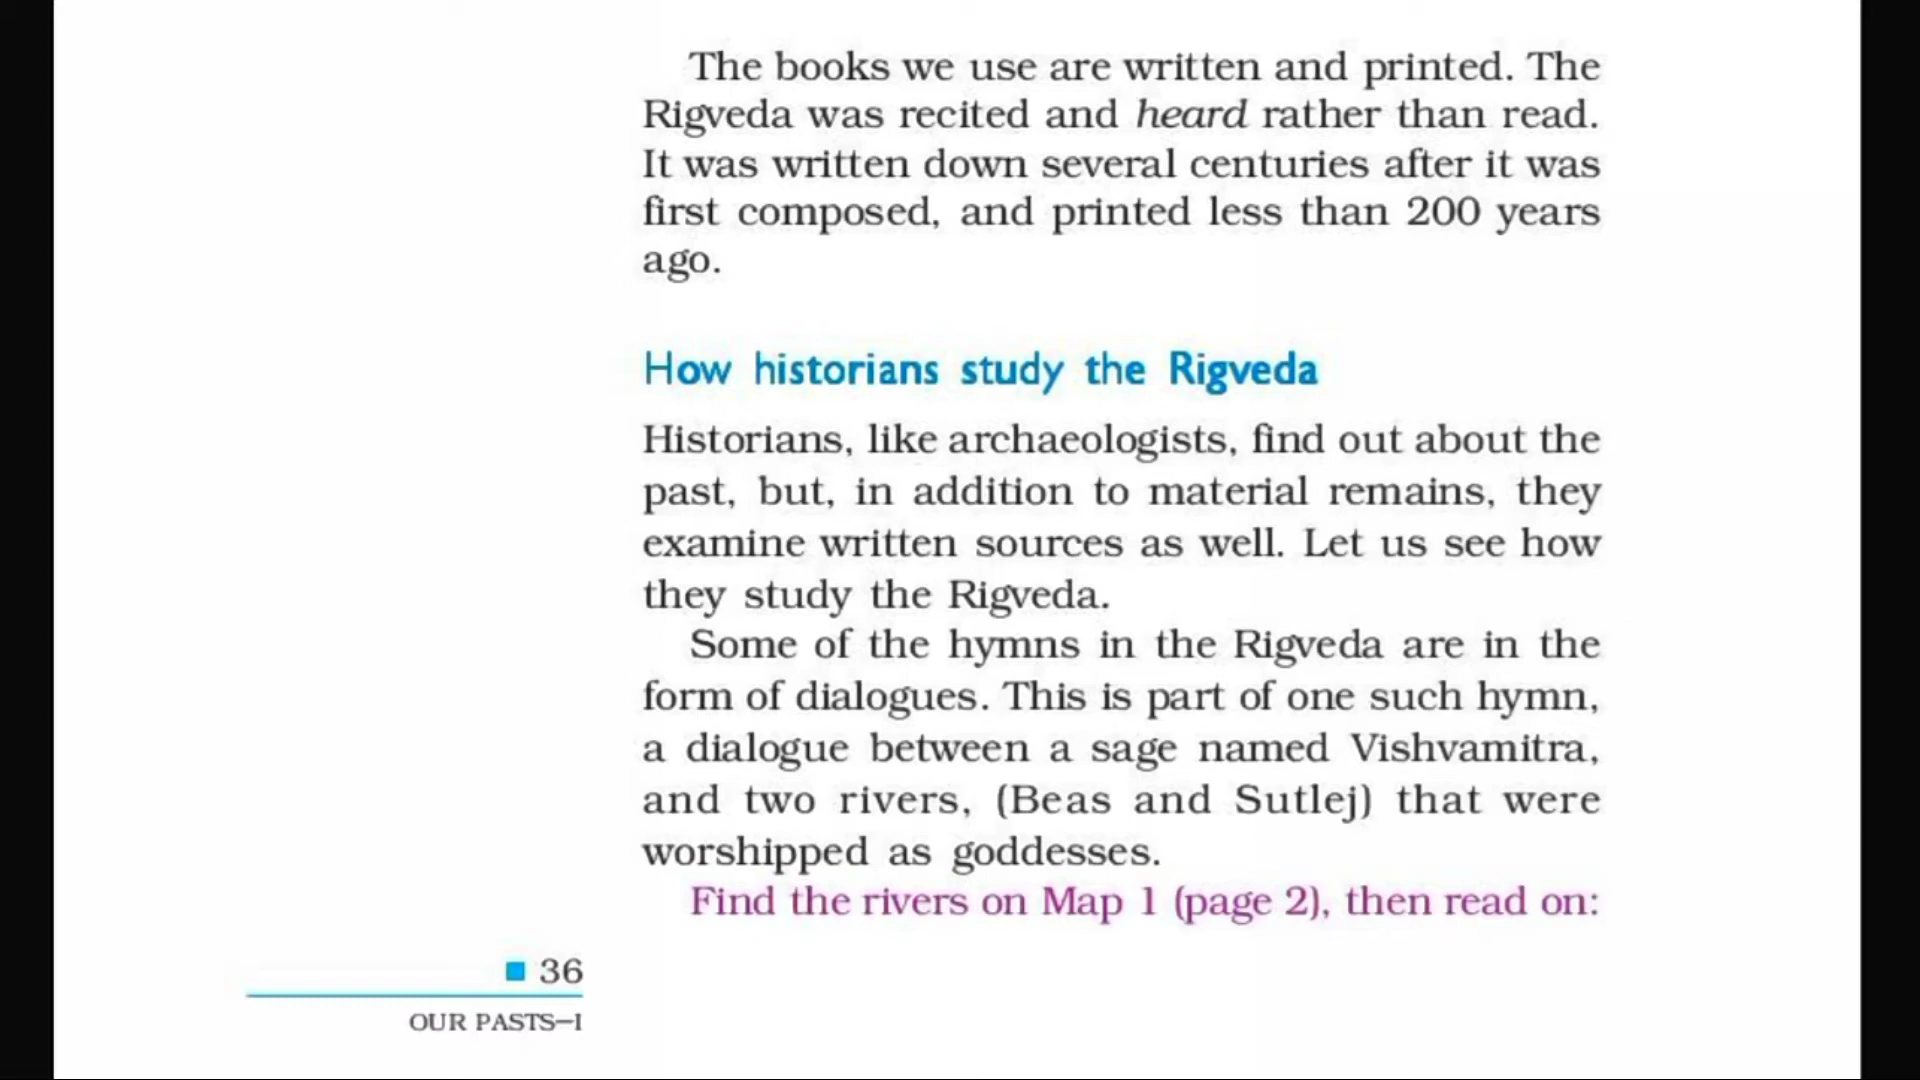 The books we use are written and printed. The
Rigveda was recited and heard rather than read.
It was written down several centuries after it was
first composed, and printed less than 200 years
ago.
How historians study the Rigveda
Historians, like archaeologists, find out about the
past, but, in addition to material remains, they
examine written sources as well. Let us see how
they study the Rigveda.
Some of the hymns in the Rigveda are in the
form of dialogues. This is part of one such hymn,
a dialogue between a sage named Vishvamitra,
and two rivers, (Beas and Sutlej) that were
worshipped as goddesses.
Find the rivers on Map 1 (page 2), then read on:
■ 36
OUR PASTS–I